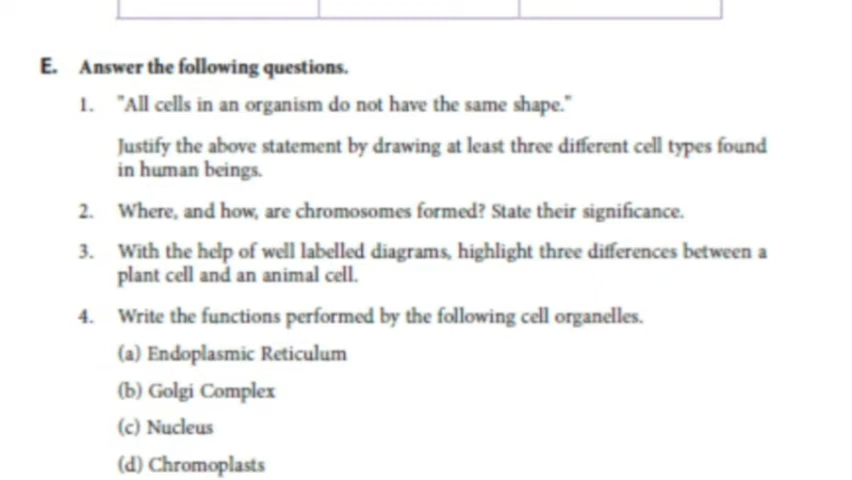 E. Answer the following questions.
1. "All cells in an organism do not have the same shape."
Justify the above statement by drawing at least three different cell types found
in human beings.
2. Where, and how, are chromosomes formed? State their significance.
3. With the help of well labelled diagrams, highlight three differences between a
plant cell and an animal cell.
4. Write the functions performed by the following cell organelles.
(a) Endoplasmic Reticulum
(b) Golgi Complex
(c) Nucleus
(d) Chromoplasts